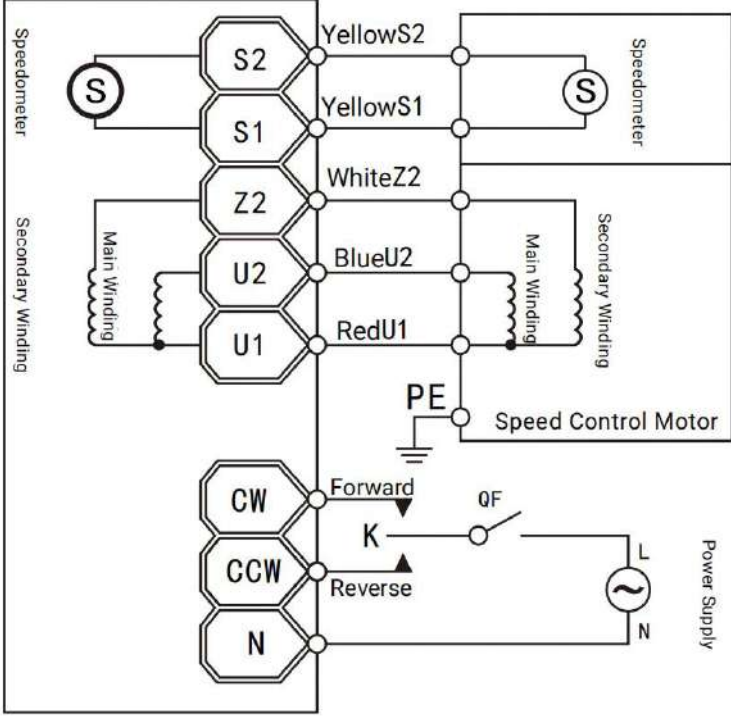 Speedometer
S
S2
YellowS2
S1
YellowS1
S
Speedometer
Secondary Winding
Main Winding
Z2
WhiteZ2
U2
BlueU2
U1
RedU1
Main Winding
Secondary Winding
PE
Speed Control Motor
CW
Forward
K
QF
CCW
Reverse
L
N
Power Supply
N